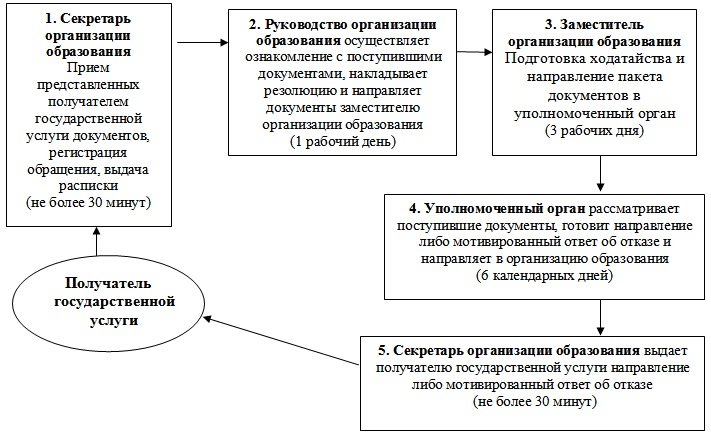 1. Секретарь
организации
образования
Прием
представленных
получателем
государственной
услуги документов,
регистрация
обращения, выдача
расписки
(не более 30 минут)
2. Руководство организации
образования осуществляет
ознакомление с поступившими
документами, накладывает
резолюцию и направляет
документы заместителю
организации образования
(1 рабочий день)
3. Заместитель
организации образования
Подготовка ходатайства и
направление пакета
документов в
уполномоченный орган
(3 рабочих дня)
4. Уполномоченный орган рассматривает
поступившие документы, готовит направление
либо мотивированный ответ об отказе и
направляет в организацию образования
(6 календарных дней)
5. Секретарь организации образования выдает
получателю государственной услуги направление
либо мотивированный ответ об отказе
(не более 30 минут)
Получатель
государственной
услуги